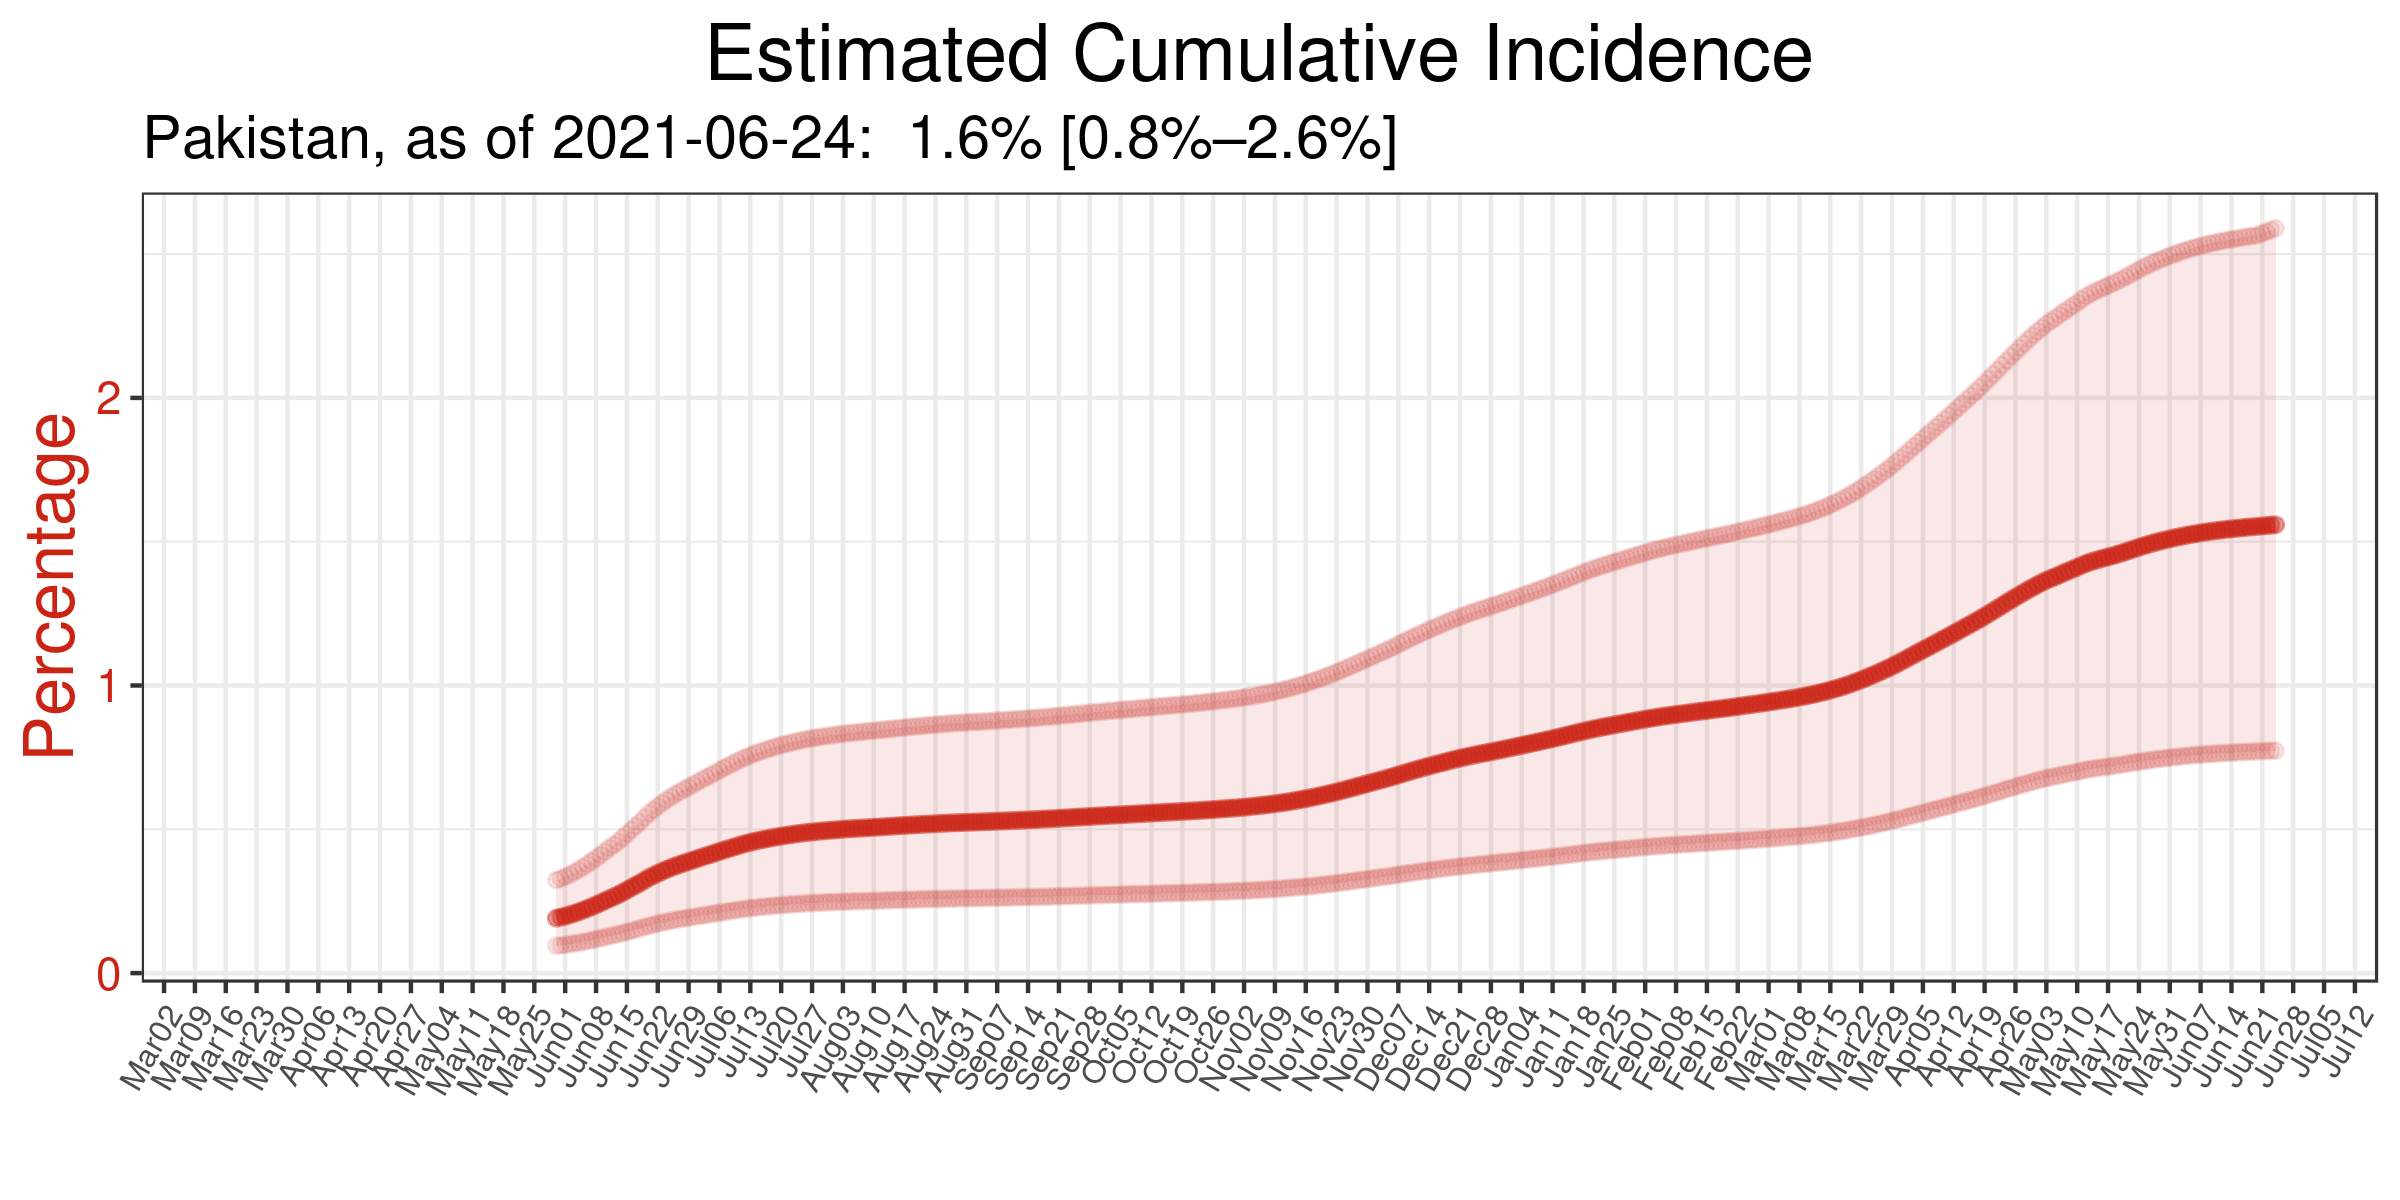 Estimated Cumulative Incidence
Pakistan, as of 2021-06-24:  1.6% [0.8%–2.6%]
Percentage
2
1
0
Mar02 Mar09 Mar16 Mar23 Mar30 Apr06 Apr13 Apr20 Apr27 May04 May11 May18 May25 Jun01 Jun08 Jun15 Jun22 Jun29 Jul06 Jul13 Jul20 Jul27 Aug03 Aug10 Aug17 Aug24 Aug31 Sep07 Sep14 Sep21 Sep28 Oct05 Oct12 Oct19 Oct26 Nov02 Nov09 Nov16 Nov23 Nov30 Dec07 Dec14 Dec21 Dec28 Jan04 Jan11 Jan18 Jan25 Feb01 Feb08 Feb15 Feb22 Mar01 Mar08 Mar15 Mar22 Mar29 Apr05 Apr12 Apr19 Apr26 May03 May10 May17 May24 May31 Jun07 Jun14 Jun21 Jun28 Jul05 Jul12